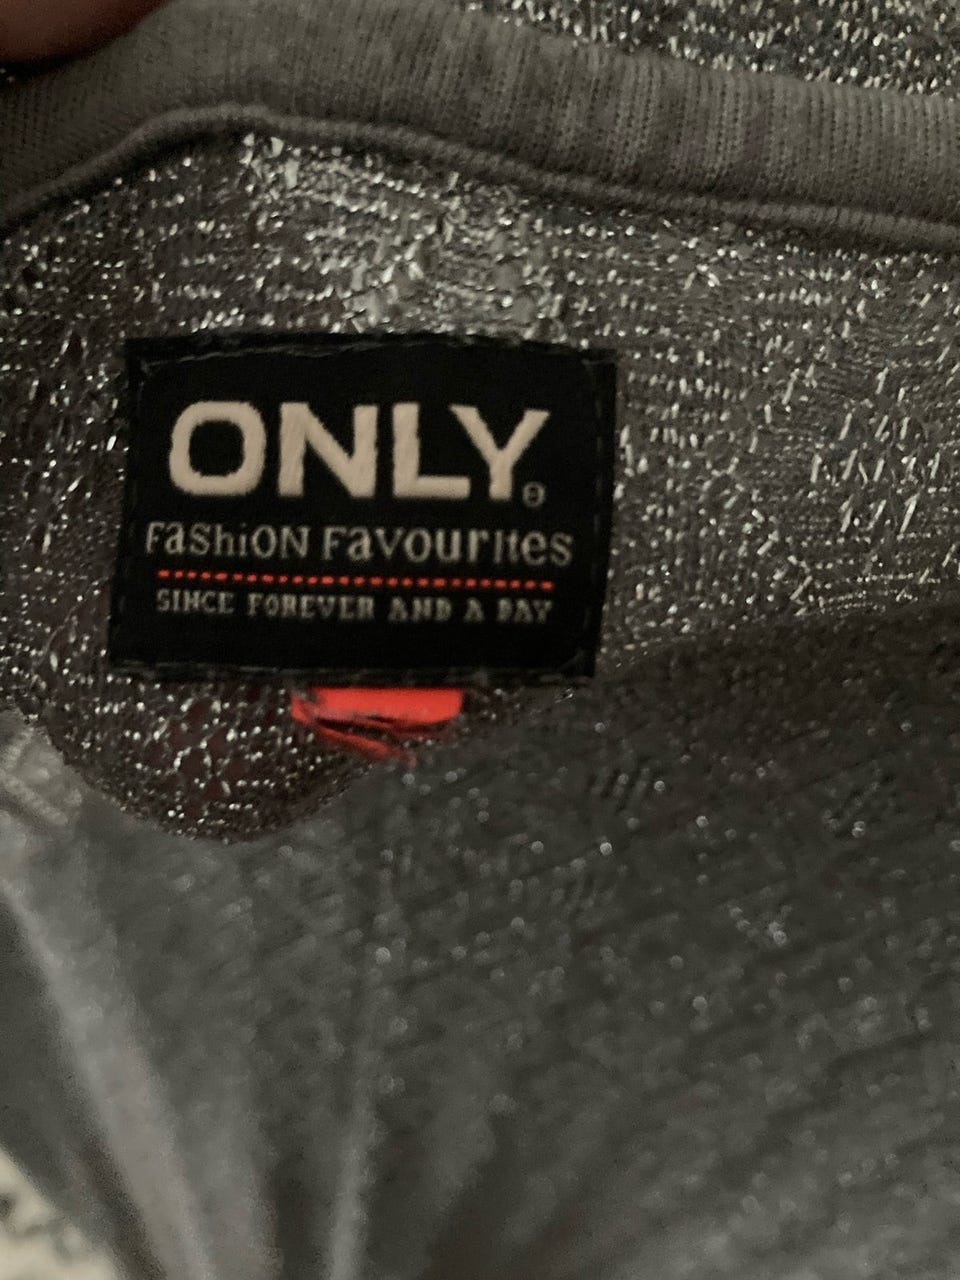 ONLY®
FaShiON Favourites
SINCE FOREVER AND A DAY